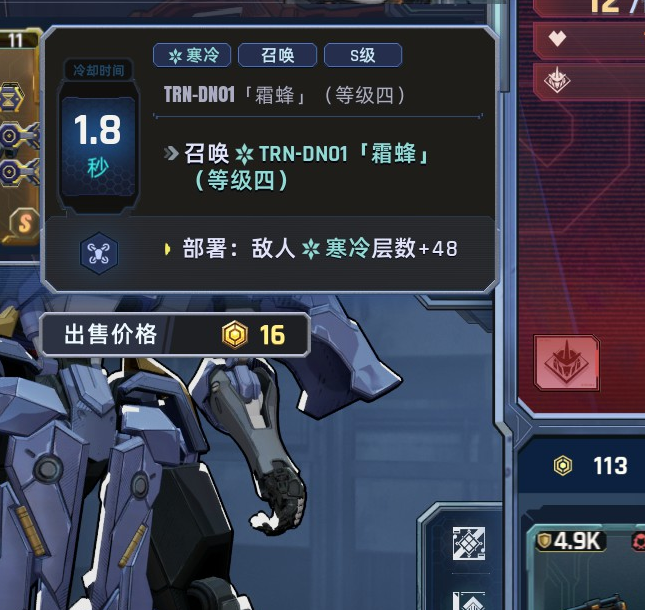 11
12 /
寒冷
召唤
S级
冷却时间
TRN-DN01「霜蜂」（等级四）
1.8
秒
召唤 TRN-DN01「霜蜂」
（等级四）
S
部署：敌人 寒冷层数+48
出售价格 16
113
4.9K